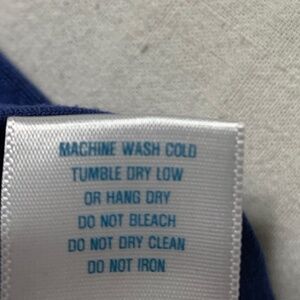 MACHINE WASH COLD
TUMBLE DRY LOW
OR HANG DRY
DO NOT BLEACH
DO NOT DRY CLEAN
DO NOT IRON